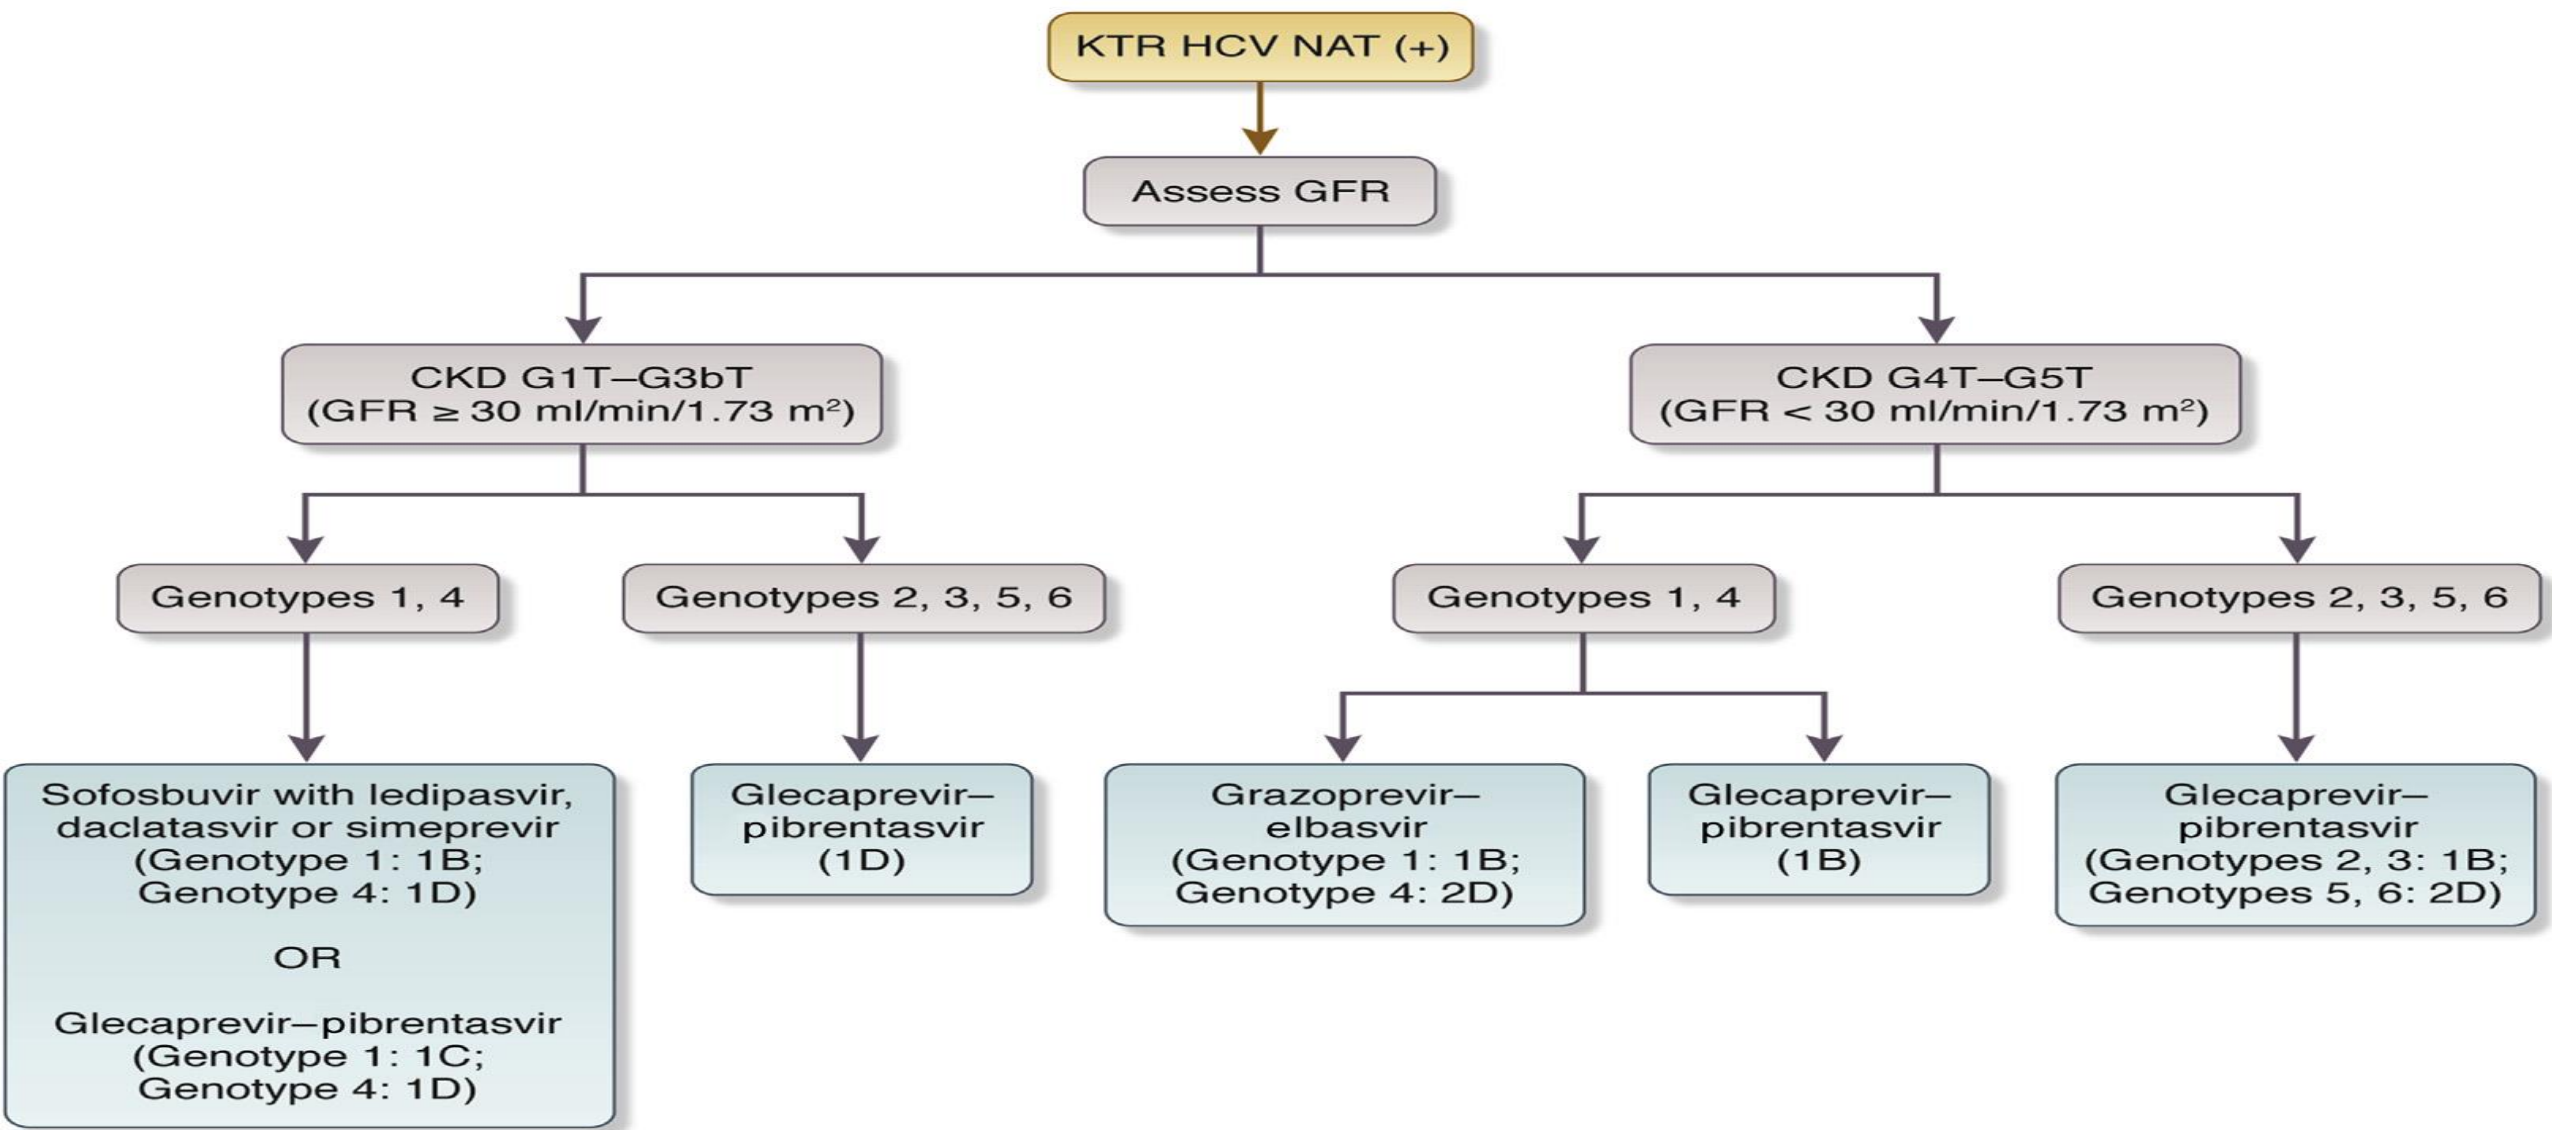 KTR HCV NAT (+)
Assess GFR
CKD G1T–G3bT
(GFR ≥ 30 ml/min/1.73 m²)
CKD G4T–G5T
(GFR < 30 ml/min/1.73 m²)
Genotypes 1, 4
Genotypes 2, 3, 5, 6
Genotypes 1, 4
Genotypes 2, 3, 5, 6
Sofosbuvir with ledipasvir,
daclatasvir or simeprevir
(Genotype 1: 1B;
Genotype 4: 1D)
OR
Glecaprevir–pibrentasvir
(Genotype 1: 1C;
Genotype 4: 1D)
Glecaprevir–
pibrentasvir
(1D)
Grazoprevir–
elbasvir
(Genotype 1: 1B;
Genotype 4: 2D)
Glecaprevir–
pibrentasvir
(1B)
Glecaprevir–
pibrentasvir
(Genotypes 2, 3: 1B;
Genotypes 5, 6: 2D)